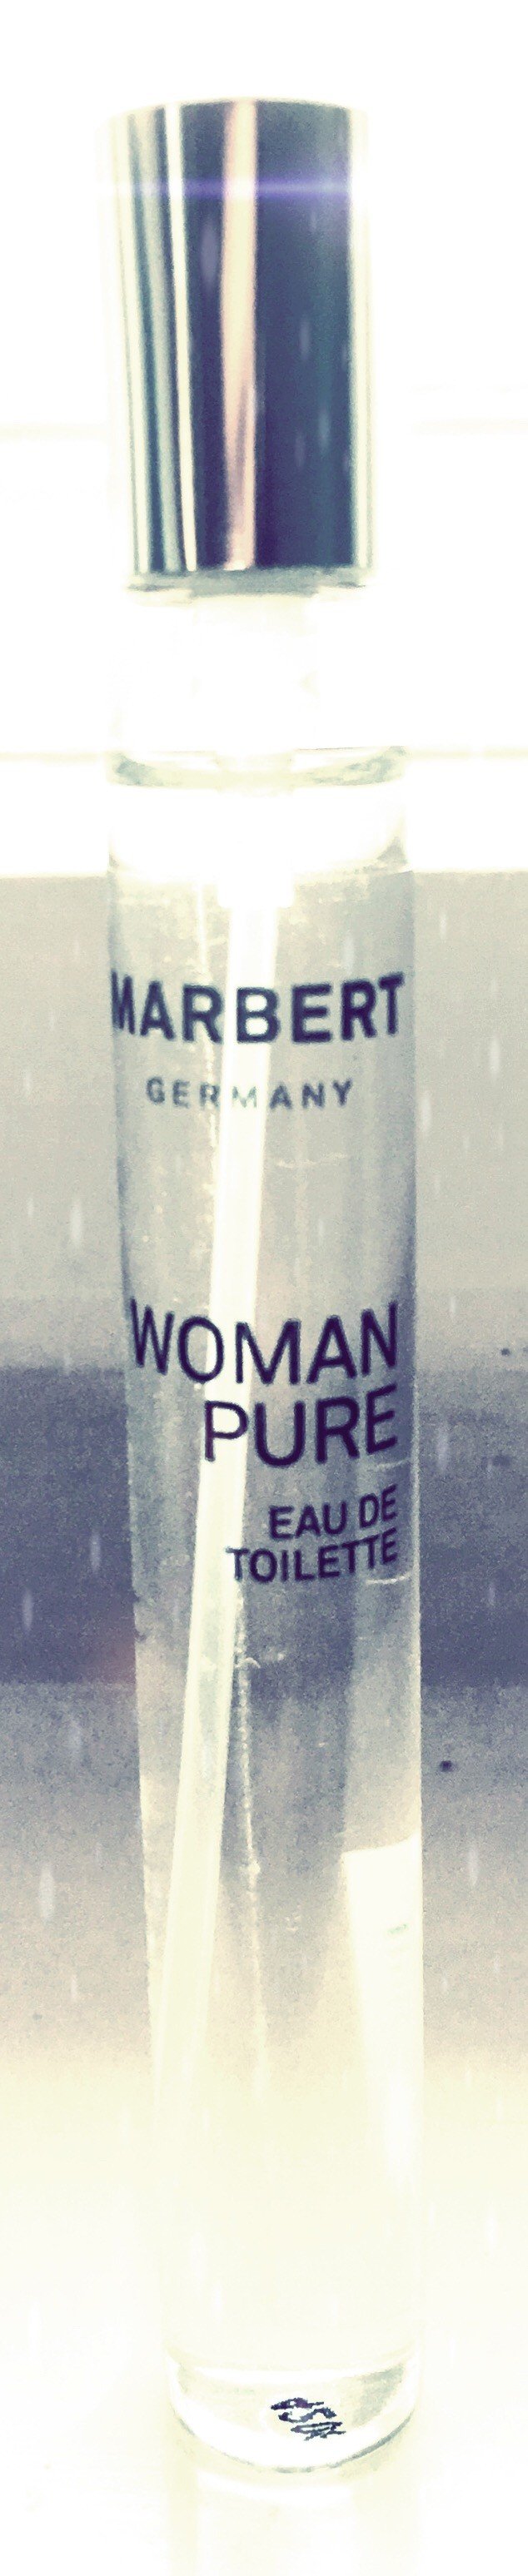 MARBERT
GERMANY
WOMAN
PURE
EAU DE
TOILETTE